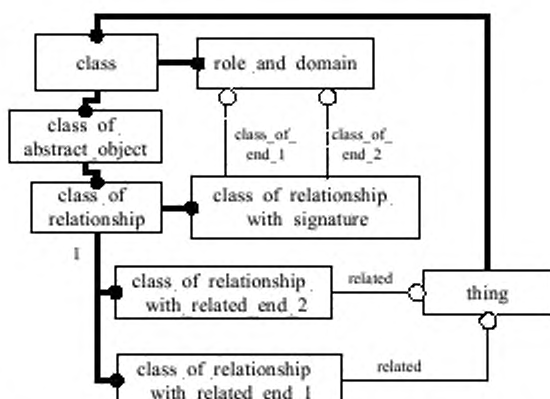 class
role and domain
class of
abstract object
class_of_
end_1
class_of_
end_2
class of
relationship
class of relationship
with signature
1
class of relationship
with related end 2
related
thing
class of relationship
with related end 1
related